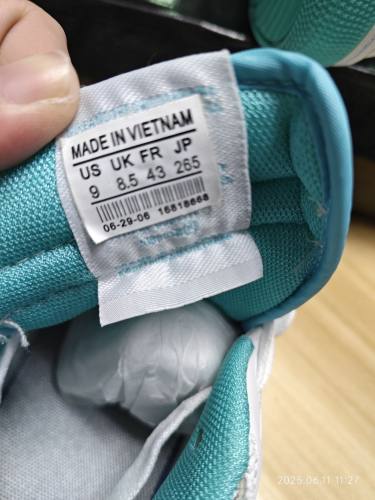 MADE IN VIETNAM
US UK FR JP
9 8.5 43 265
06-29-06 16818668
2025.06.11 11:27